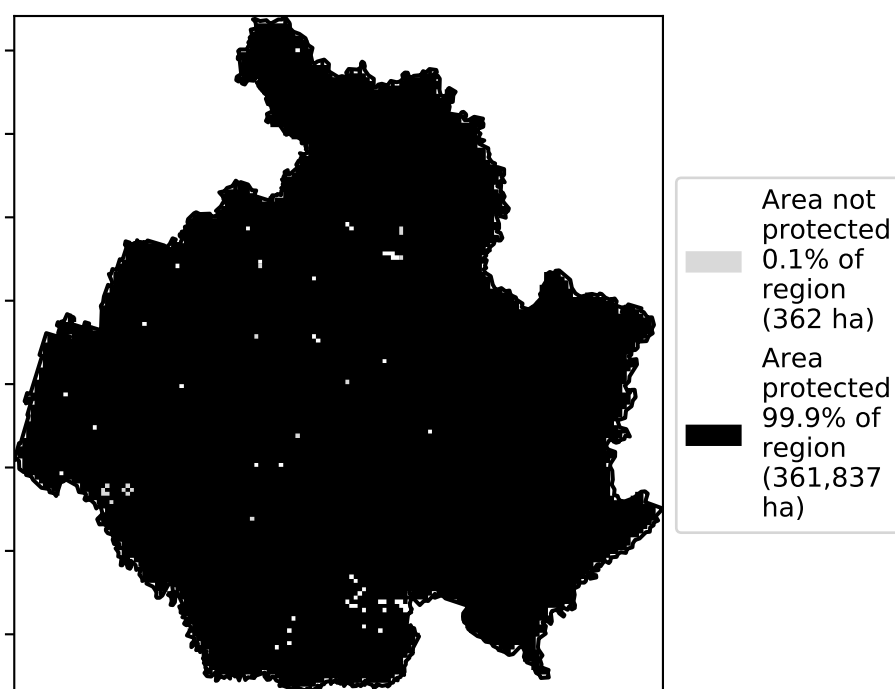 Area not
protected
0.1% of
region
(362 ha)
Area
protected
99.9% of
region
(361,837
ha)